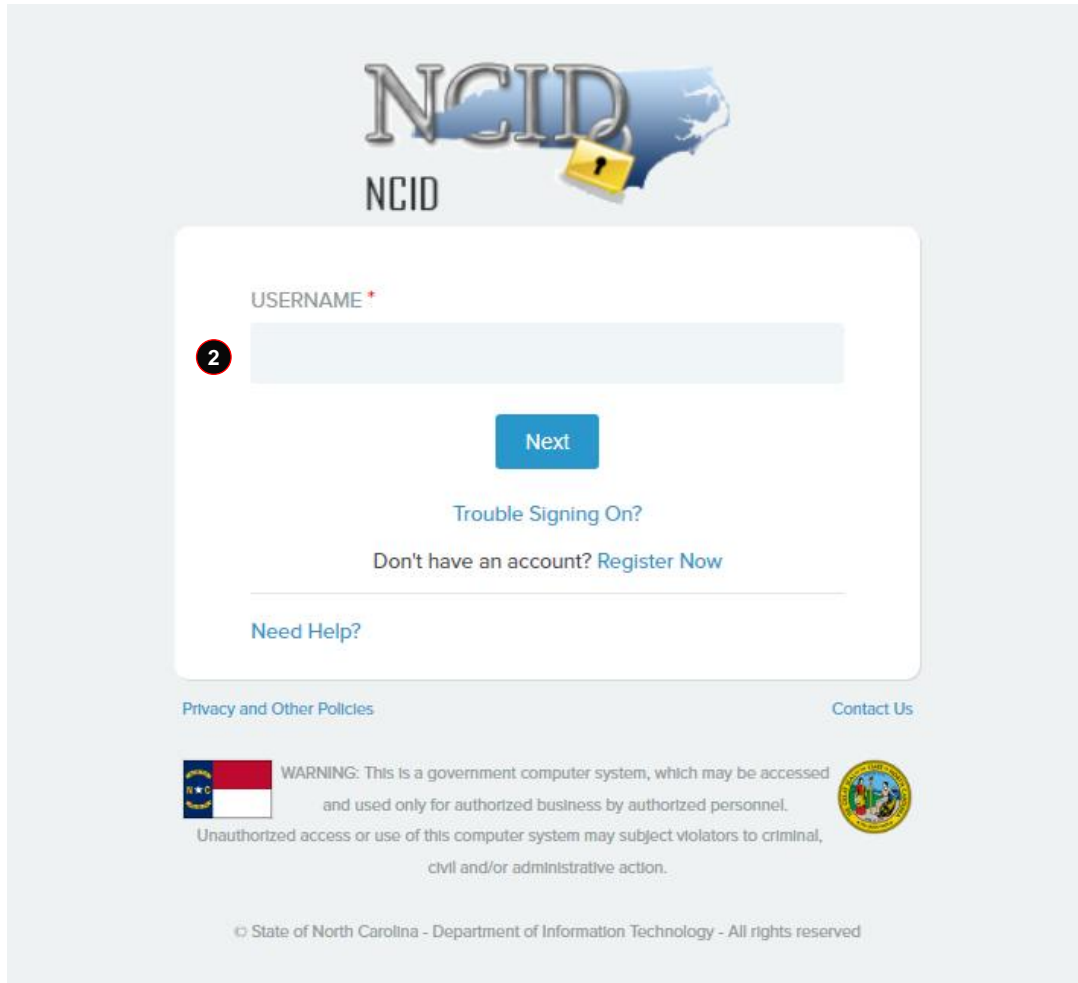 NCID
NCID
USERNAME *
2
Next
Trouble Signing On?
Don't have an account? Register Now
Need Help?
Privacy and Other Policies
Contact Us
N★C
WARNING: This is a government computer system, which may be accessed
and used only for authorized business by authorized personnel.
Unauthorized access or use of this computer system may subject violators to criminal,
civil and/or administrative action.
© State of North Carolina - Department of Information Technology - All rights reserved